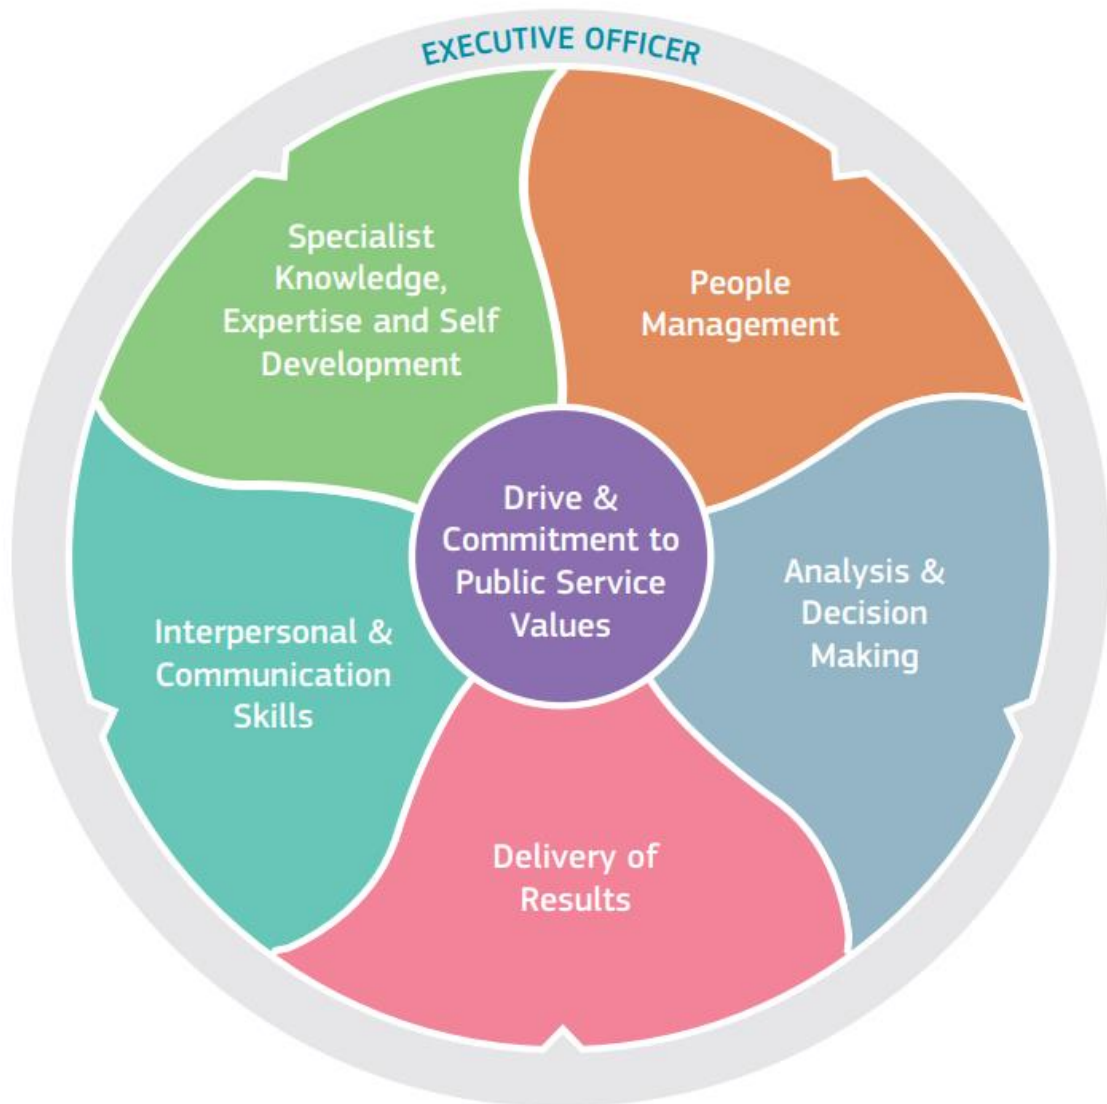 EXECUTIVE OFFICER
Specialist
Knowledge,
Expertise and Self
Development
People
Management
Drive &
Commitment to
Public Service
Values
Analysis &
Decision
Making
Interpersonal &
Communication
Skills
Delivery of
Results